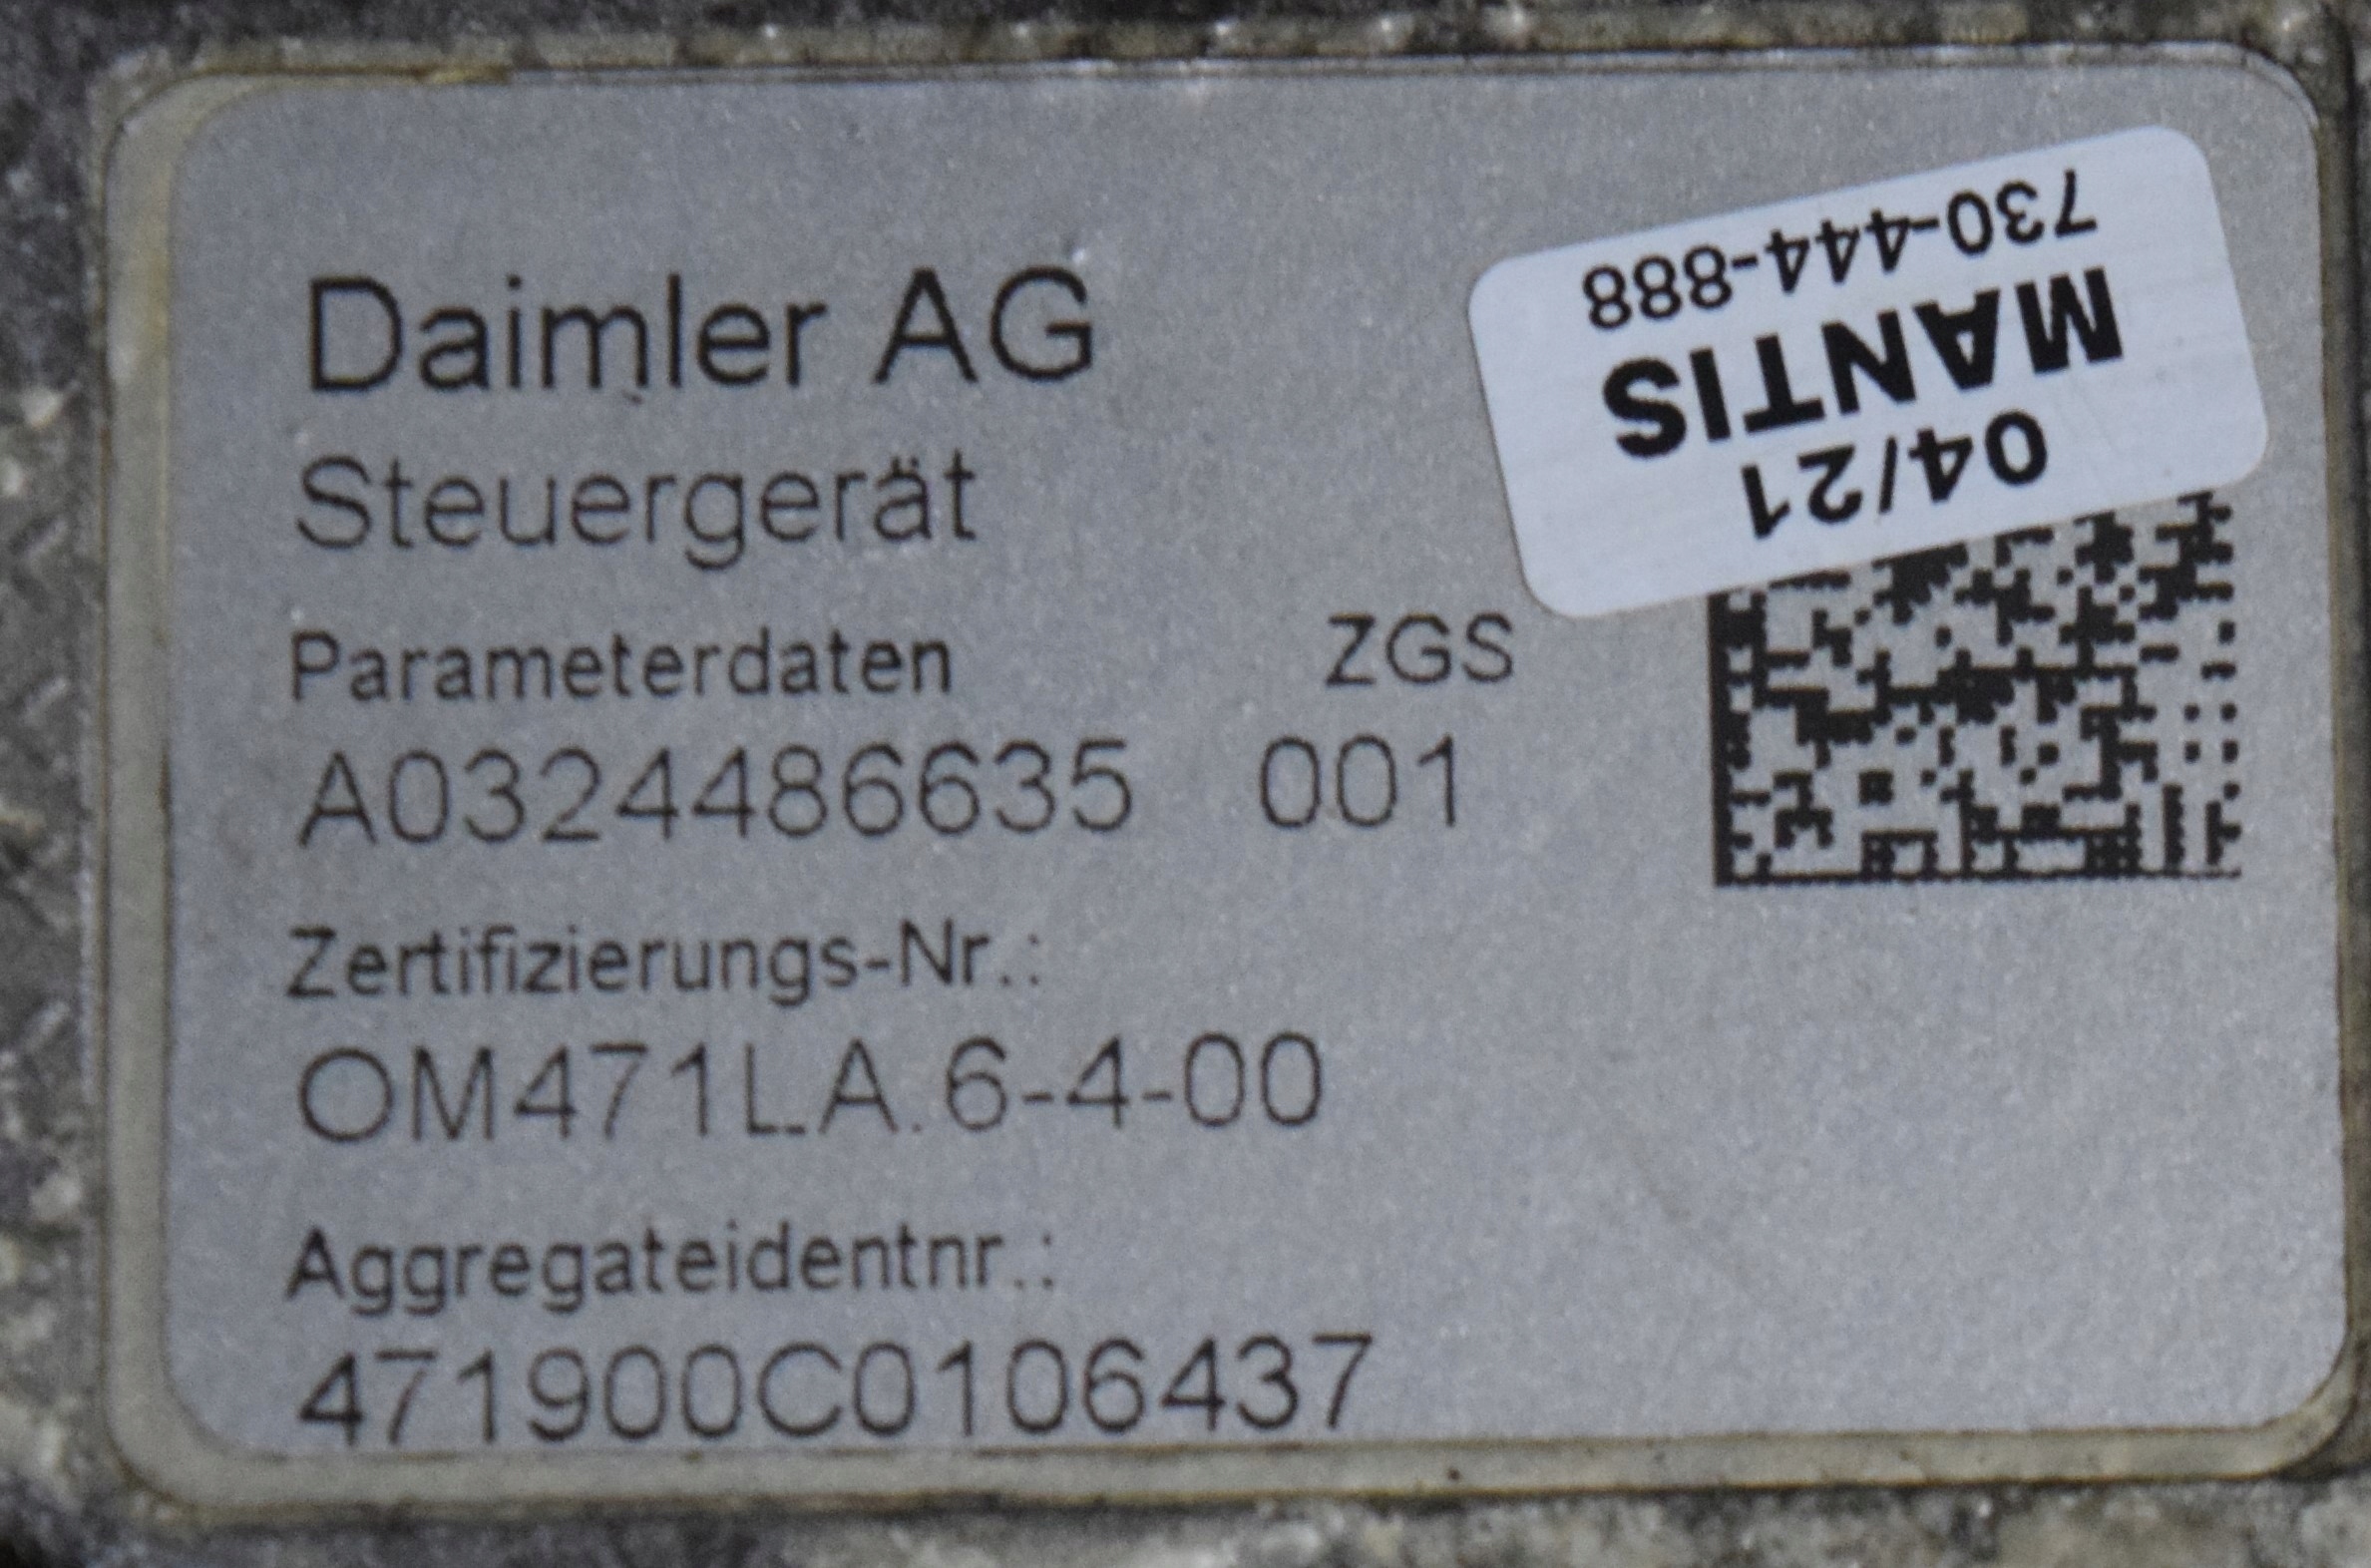 Daimler AG
Steuergerät
Parameterdaten ZGS
A0324486635 001
Zertifizierungs-Nr.:
OM471LA.6-4-00
Aggregateidentnr.:
471900C0106437
04/21
MANTIS
730-444-888